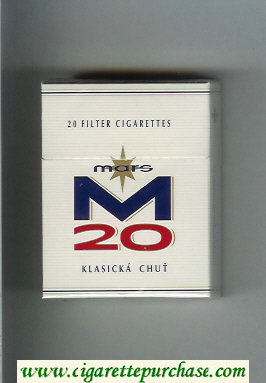 20 FILTER CIGARETTES
mars
M
20
KLASICKÁ CHUŤ
www.cigarettepurchase.com